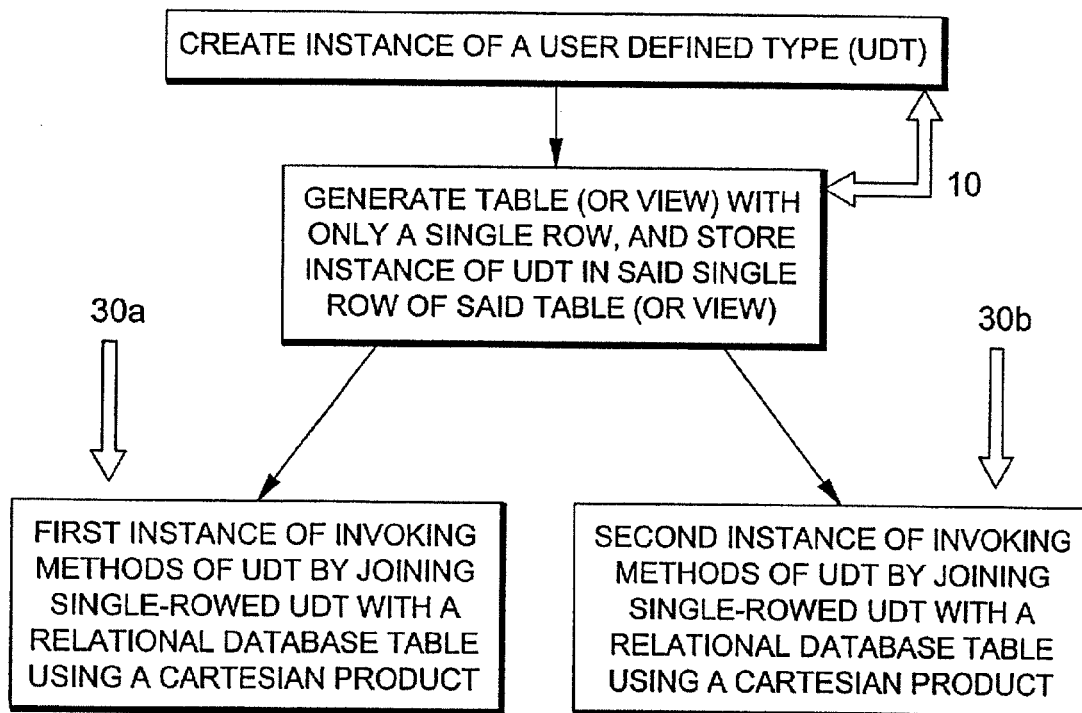 CREATE INSTANCE OF A USER DEFINED TYPE (UDT)
10
GENERATE TABLE (OR VIEW) WITH
ONLY A SINGLE ROW, AND STORE
INSTANCE OF UDT IN SAID SINGLE
ROW OF SAID TABLE (OR VIEW)
30a
30b
FIRST INSTANCE OF INVOKING
METHODS OF UDT BY JOINING
SINGLE-ROWED UDT WITH A
RELATIONAL DATABASE TABLE
USING A CARTESIAN PRODUCT
SECOND INSTANCE OF INVOKING
METHODS OF UDT BY JOINING
SINGLE-ROWED UDT WITH A
RELATIONAL DATABASE TABLE
USING A CARTESIAN PRODUCT